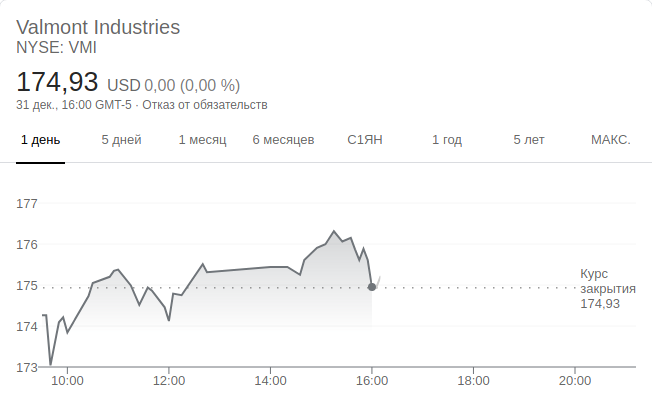 Valmont Industries
NYSE: VMI
174,93 USD 0,00 (0,00 %)
31 дек., 16:00 GMT-5 · Отказ от обязательств
1 день 5 дней 1 месяц 6 месяцев С1ЯН 1 год 5 лет МАКС.
177
176
175
174
173
Курс
закрытия
174,93
10:00 12:00 14:00 16:00 18:00 20:00